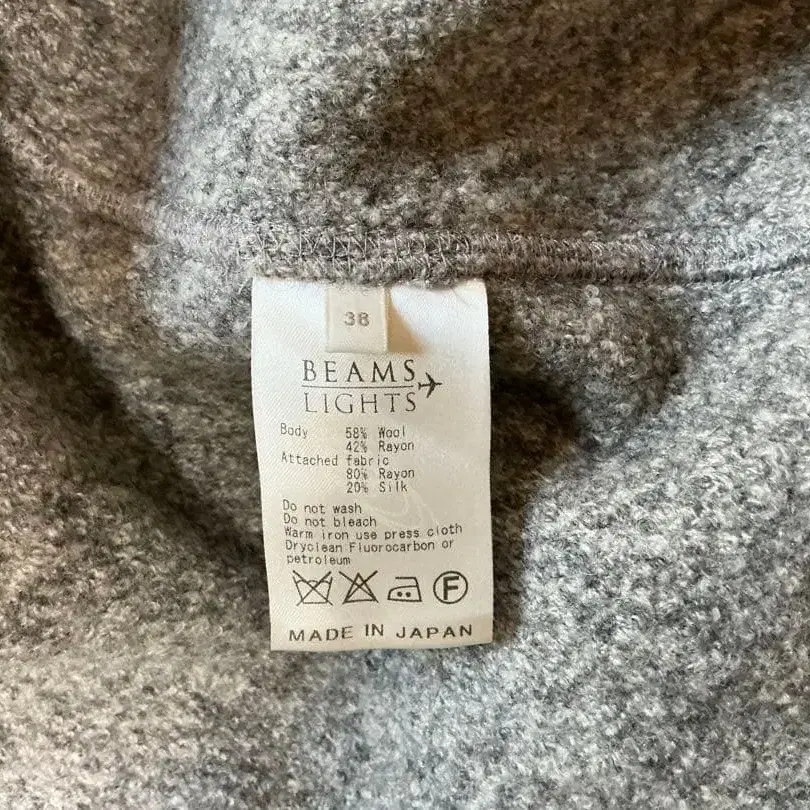 38
BEAMS
LIGHTS
Body 58% Wool
42% Rayon
Attached fabric
80% Rayon
20% Silk
Do not wash
Do not bleach
Warm iron use press cloth
Dryclean Fluorocarbon or
petroleum
F
MADE IN JAPAN